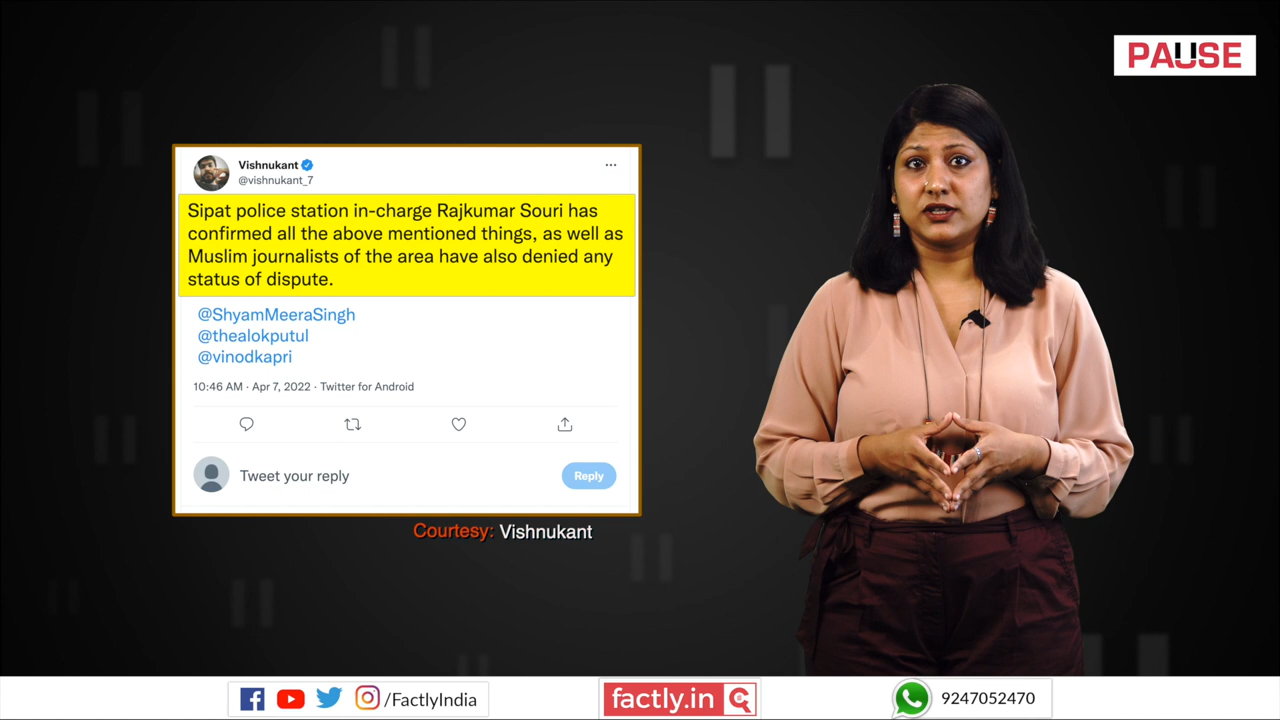 PAUSE
Vishnukant
@vishnukant_7
Sipat police station in-charge Rajkumar Souri has
confirmed all the above mentioned things, as well as
Muslim journalists of the area have also denied any
status of dispute.
@ShyamMeeraSingh
@thealokputul
@vinodkapri
10:46 AM · Apr 7, 2022 · Twitter for Android
Tweet your reply
Reply
Courtesy: Vishnukant
/FactlyIndia
factly.in
9247052470